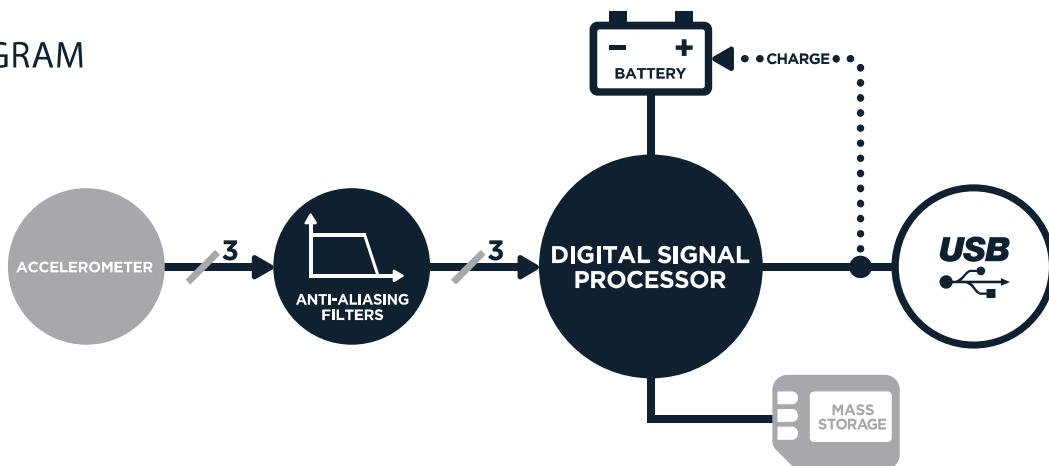 GRAM
- +
BATTERY
CHARGE
ACCELEROMETER
3
ANTI-ALIASING
FILTERS
3
DIGITAL SIGNAL
PROCESSOR
USB
MASS
STORAGE